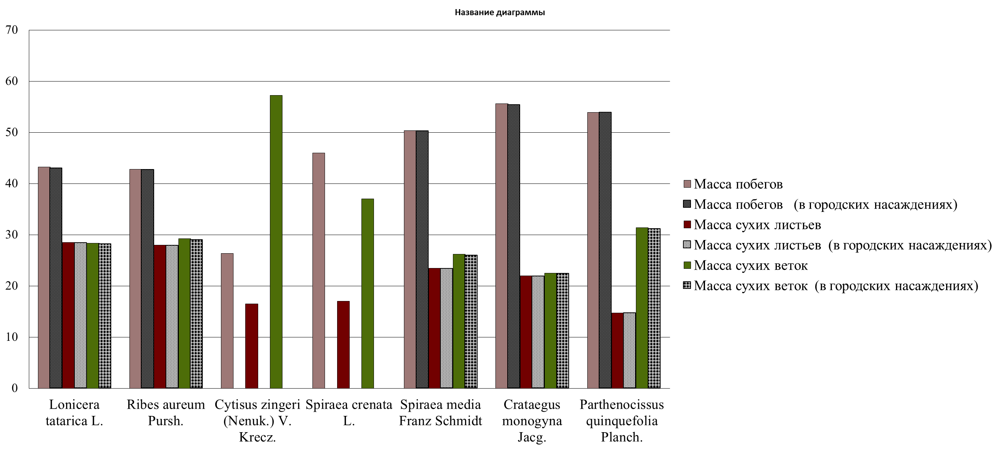 Название диаграммы
70
60
50
40
30
20
10
0
Lonicera
tatarica L.
Ribes aureum
Pursh.
Cytisus zingeri
(Nenuk.) V.
Krecz.
Spiraea crenata
L.
Spiraea media
Franz Schmidt
Crataegus
monogyna
Jacg.
Parthenocissus
quinquefolia
Planch.
Масса побегов
Масса побегов (в городских насаждениях)
Масса сухих листьев
Масса сухих листьев (в городских насаждениях)
Масса сухих веток
Масса сухих веток (в городских насаждениях)